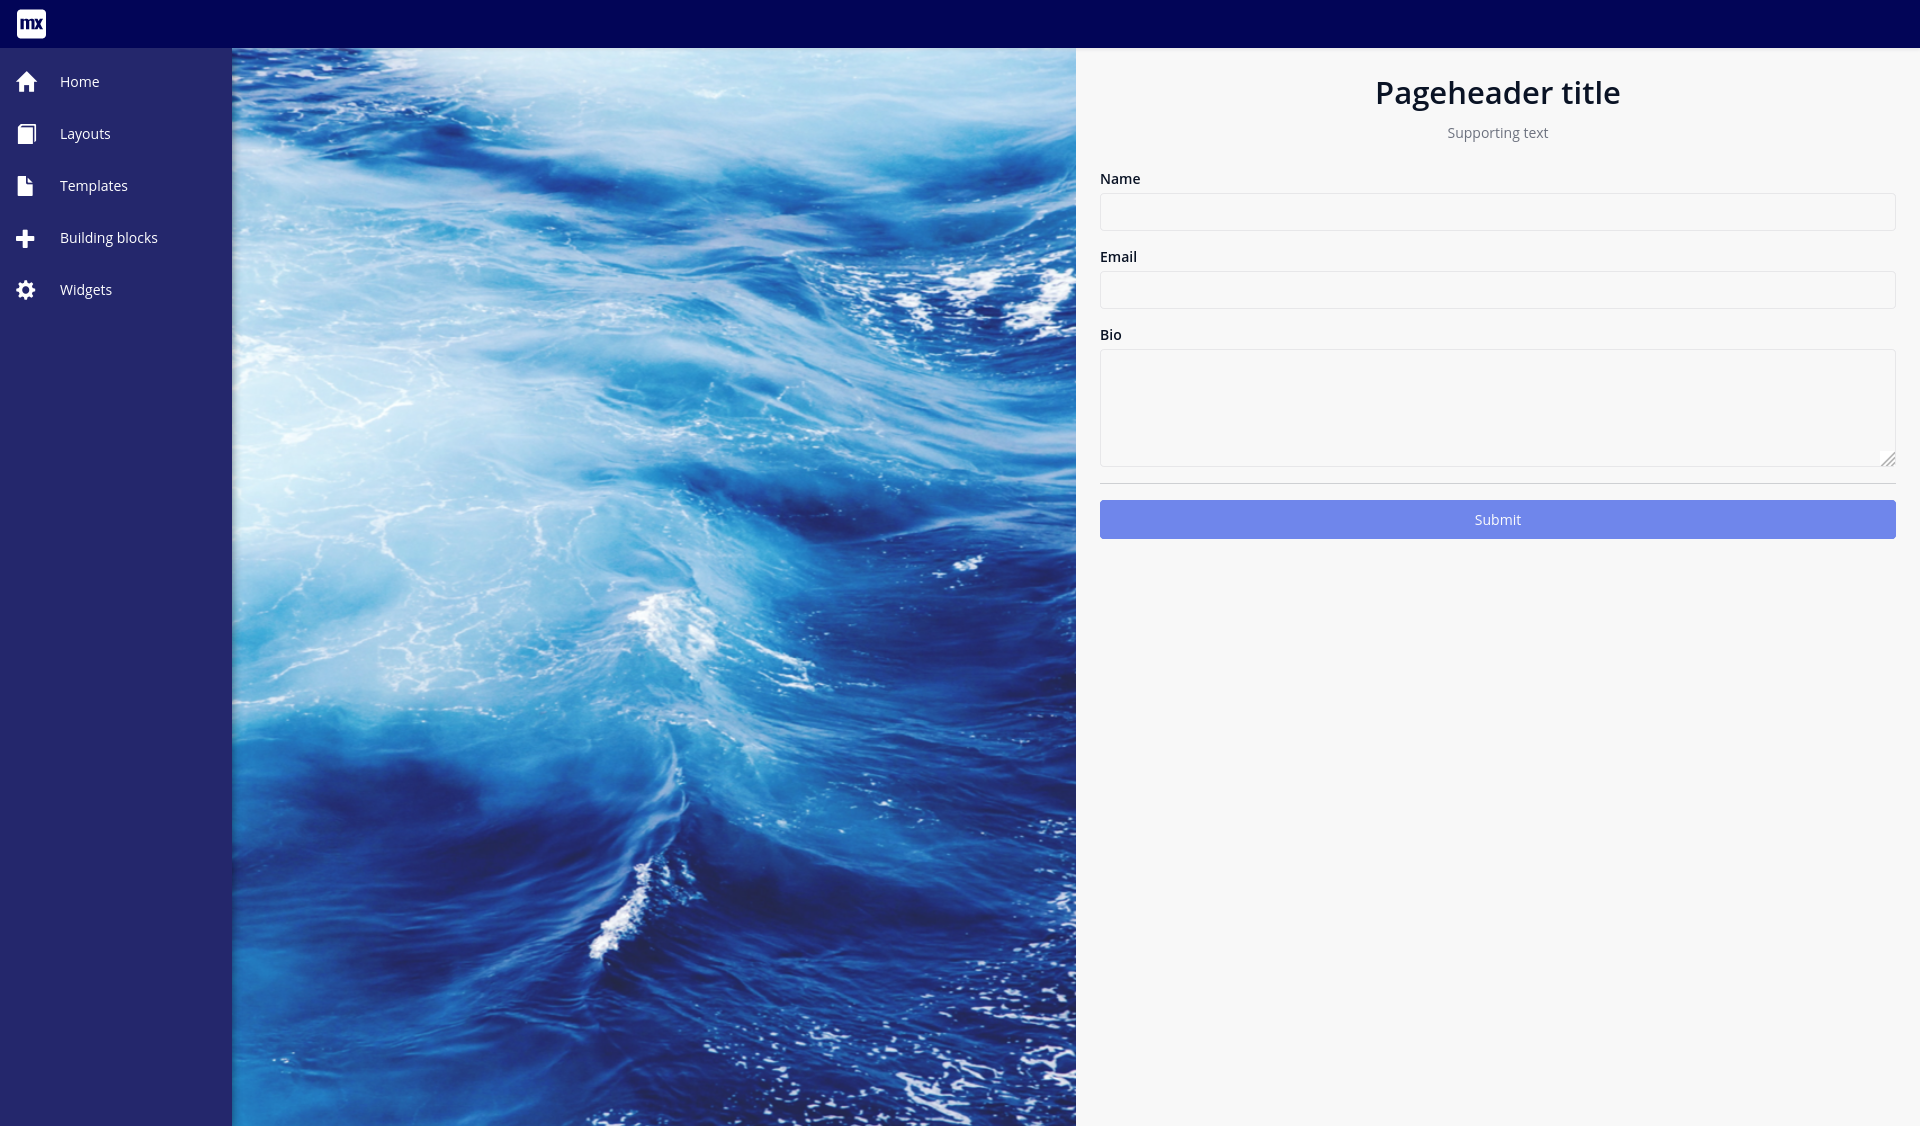 mx
Home
Layouts
Templates
Building blocks
Widgets
Pageheader title
Supporting text
Name
Email
Bio
Submit